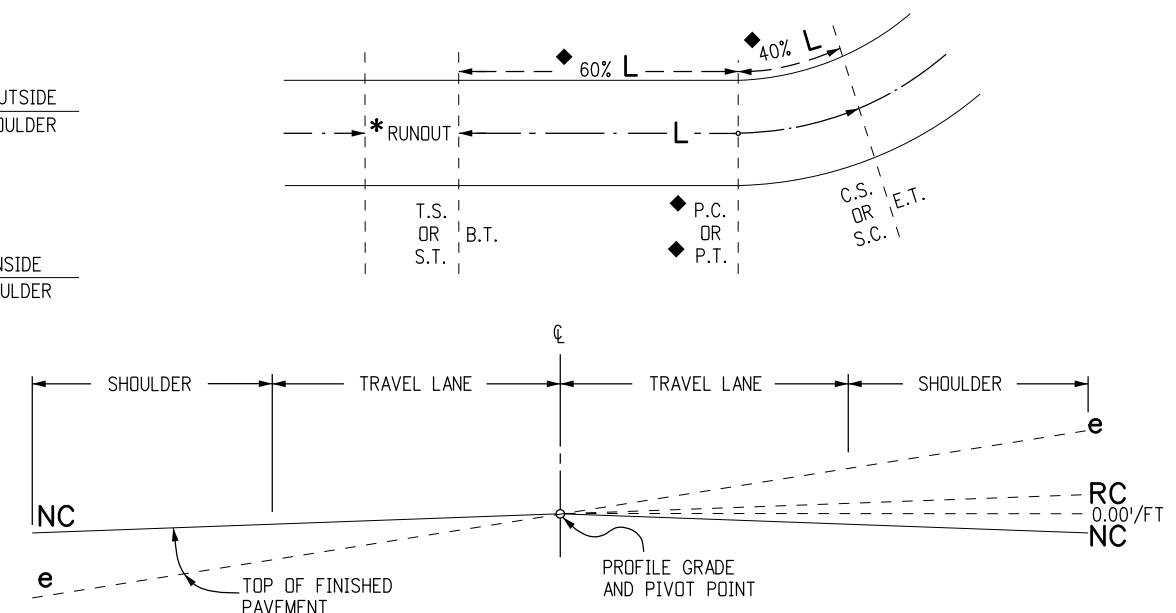 ◆ 60% L
◆ 40% L
UTSIDE
OULDER
* RUNOUT
L
T.S.
OR
S.T.
B.T.
◆ P.C.
OR
◆ P.T.
C.S.
OR
S.C.
E.T.
NSIDE
ULDER
℄
SHOULDER TRAVEL LANE TRAVEL LANE SHOULDER
e
RC
0.00'/FT
NC
NC
e
TOP OF FINISHED
PAVEMENT
PROFILE GRADE
AND PIVOT POINT